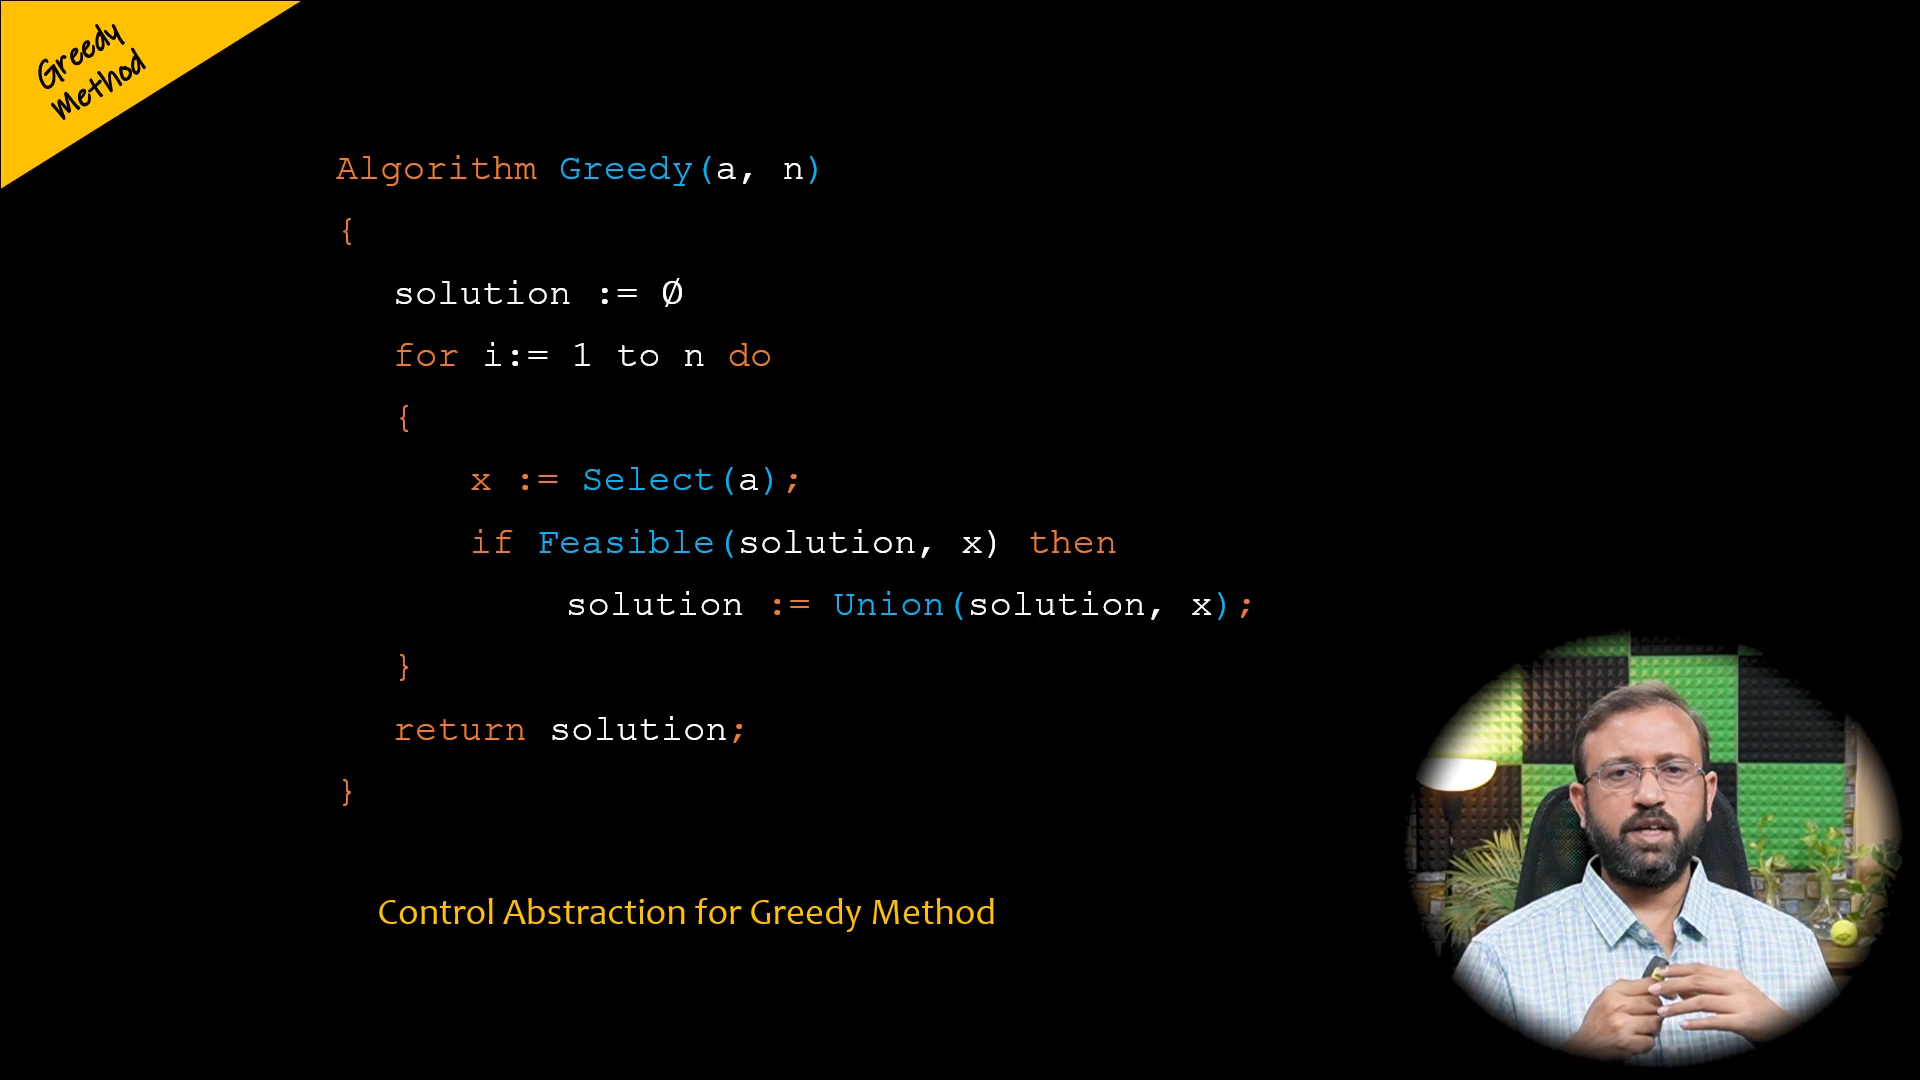 Greedy
Method
Algorithm Greedy(a, n)
{
solution := Ø
for i:= 1 to n do
{
x := Select(a);
if Feasible(solution, x) then
solution := Union(solution, x);
}
return solution;
}
Control Abstraction for Greedy Method